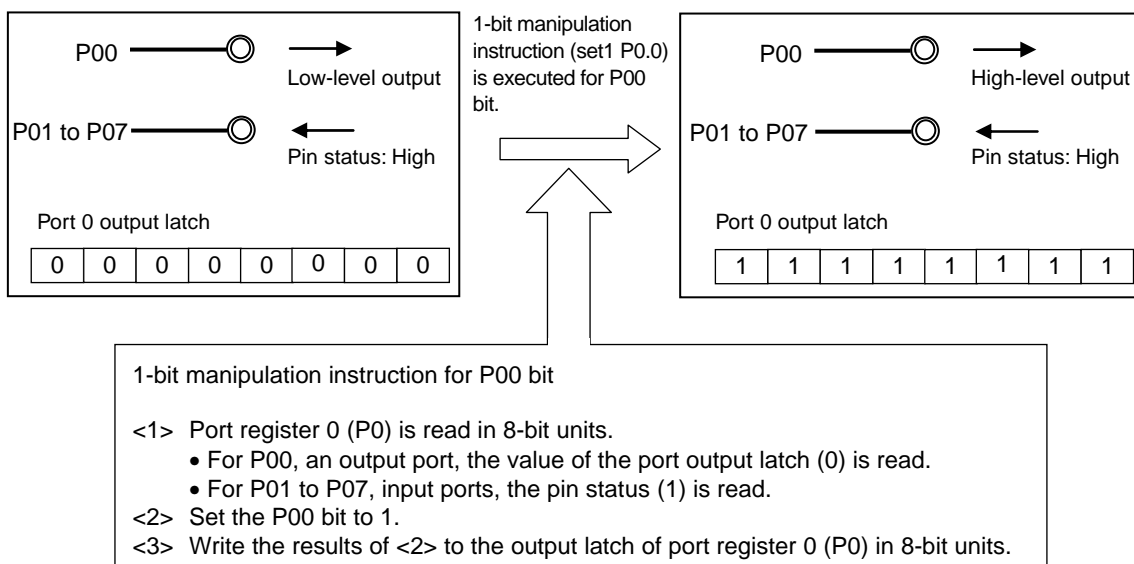 P00
Low-level output
P01 to P07
Pin status: High
Port 0 output latch
0 0 0 0 0 0 0 0
1-bit manipulation
instruction (set1 P0.0)
is executed for P00
bit.
P00
High-level output
P01 to P07
Pin status: High
Port 0 output latch
1 1 1 1 1 1 1 1
1-bit manipulation instruction for P00 bit
<1> Port register 0 (P0) is read in 8-bit units.
• For P00, an output port, the value of the port output latch (0) is read.
• For P01 to P07, input ports, the pin status (1) is read.
<2> Set the P00 bit to 1.
<3> Write the results of <2> to the output latch of port register 0 (P0) in 8-bit units.